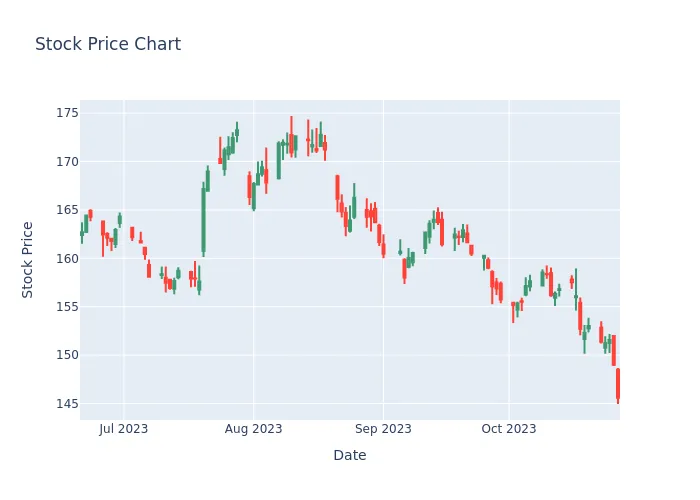 Stock Price Chart
175
170
165
160
155
150
145
Stock Price
Jul 2023
Aug 2023
Sep 2023
Oct 2023
Date